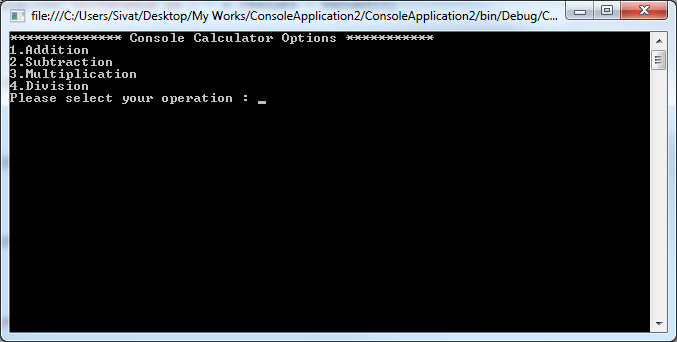 file:///C:/Users/Sivat/Desktop/My Works/ConsoleApplication2/ConsoleApplication2/bin/Debug/C...
************** Console Calculator Options ***********
1.Addition
2.Subtraction
3.Multiplication
4.Division
Please select your operation : _